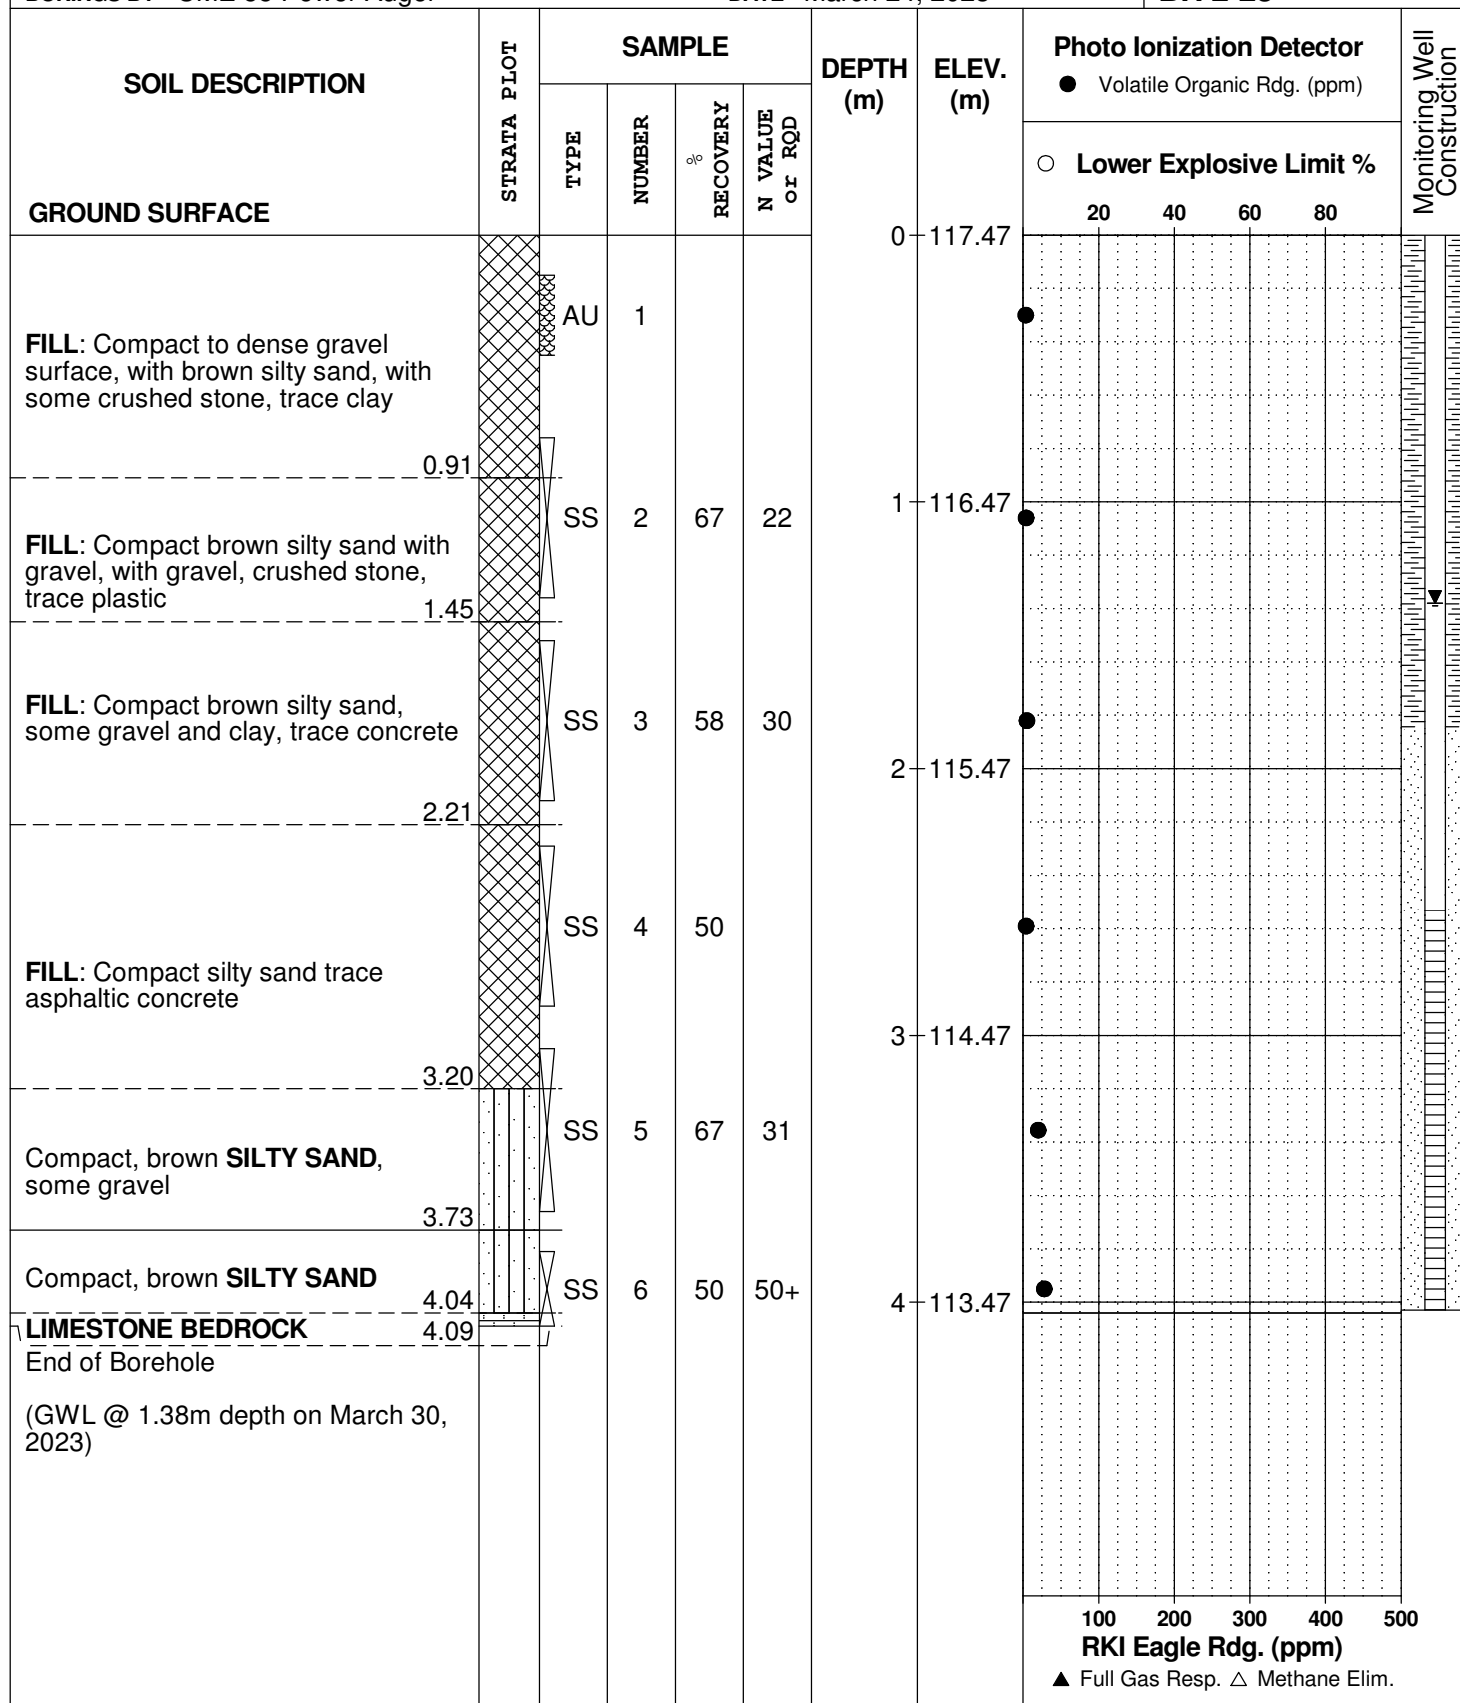 SOIL DESCRIPTION
GROUND SURFACE
STRATA PLOT
SAMPLE
TYPE
NUMBER
%
RECOVERY
N VALUE
or RQD
DEPTH
(m)
ELEV.
(m)
Photo Ionization Detector
● Volatile Organic Rdg. (ppm)
○ Lower Explosive Limit %
20 40 60 80
Monitoring Well
Construction
0 117.47
AU 1
FILL: Compact to dense gravel
surface, with brown silty sand, with
some crushed stone, trace clay
0.91
1 116.47
SS 2 67 22
FILL: Compact brown silty sand with
gravel, with gravel, crushed stone,
trace plastic
1.45
FILL: Compact brown silty sand,
some gravel and clay, trace concrete
SS 3 58 30
2 115.47
2.21
SS 4 50
FILL: Compact silty sand trace
asphaltic concrete
3 114.47
3.20
SS 5 67 31
Compact, brown SILTY SAND,
some gravel
3.73
Compact, brown SILTY SAND
4.04
SS 6 50 50+
4 113.47
LIMESTONE BEDROCK 4.09
End of Borehole
(GWL @ 1.38m depth on March 30,
2023)
100 200 300 400 500
RKI Eagle Rdg. (ppm)
▲ Full Gas Resp. △ Methane Elim.